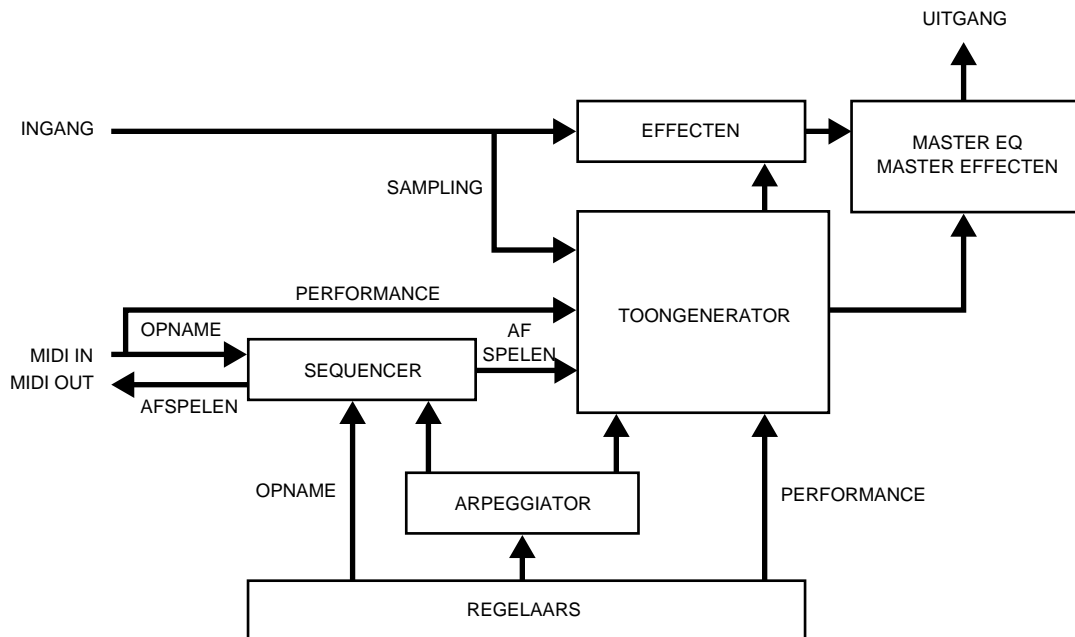 UITGANG
INGANG
EFFECTEN
MASTER EQ
MASTER EFFECTEN
SAMPLING
PERFORMANCE
TOONGENERATOR
OPNAME
AF
SPELEN
MIDI IN
SEQUENCER
MIDI OUT
AFSPELEN
OPNAME
ARPEGGIATOR
PERFORMANCE
REGELAARS